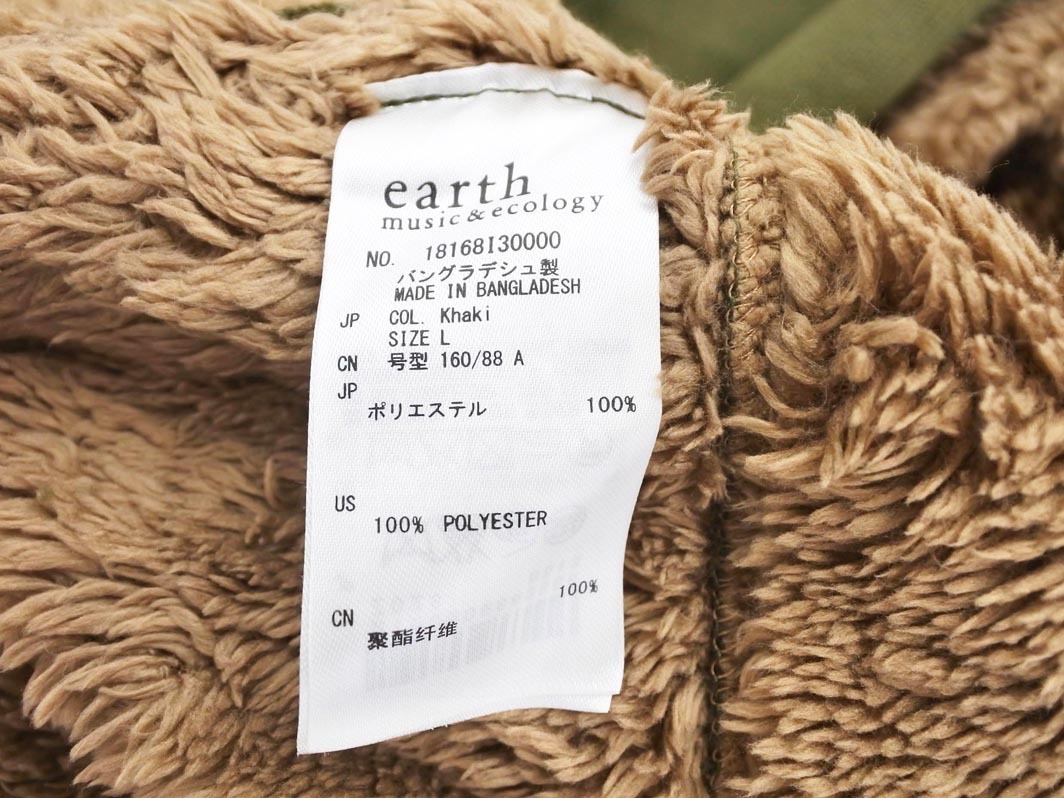 earth
music&ecology
NO. 18168I30000
バングラデシュ製
MADE IN BANGLADESH
JP COL. Khaki
SIZE L
CN 号型 160/88 A
JP
ポリエステル 100%
US
100% POLYESTER
100%
CN
聚酯纤维